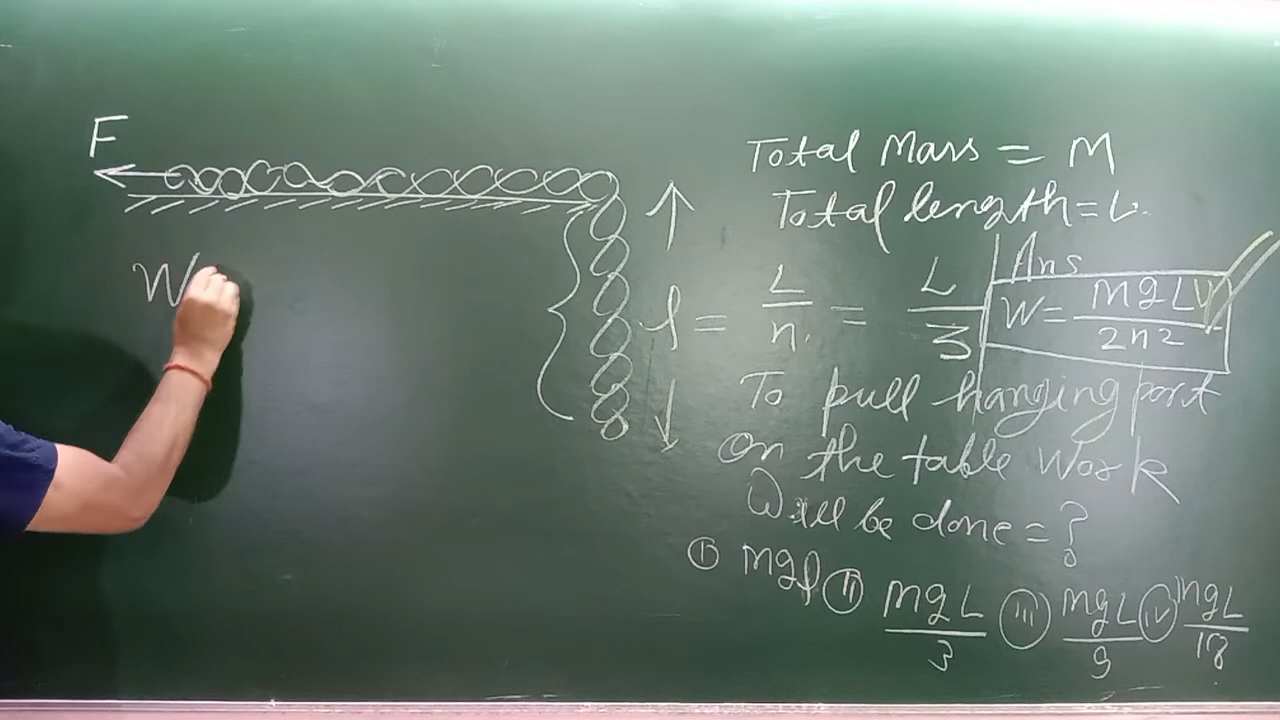 F
W
Total Mass = M
Total length = L.
l = L/n = L/3
Ans
W = MgL/2n2
To pull hanging part
on the table Work
Will be done = ?
(I) mgl (II) MgL/3 (III) MgL/9 (IV) MgL/18